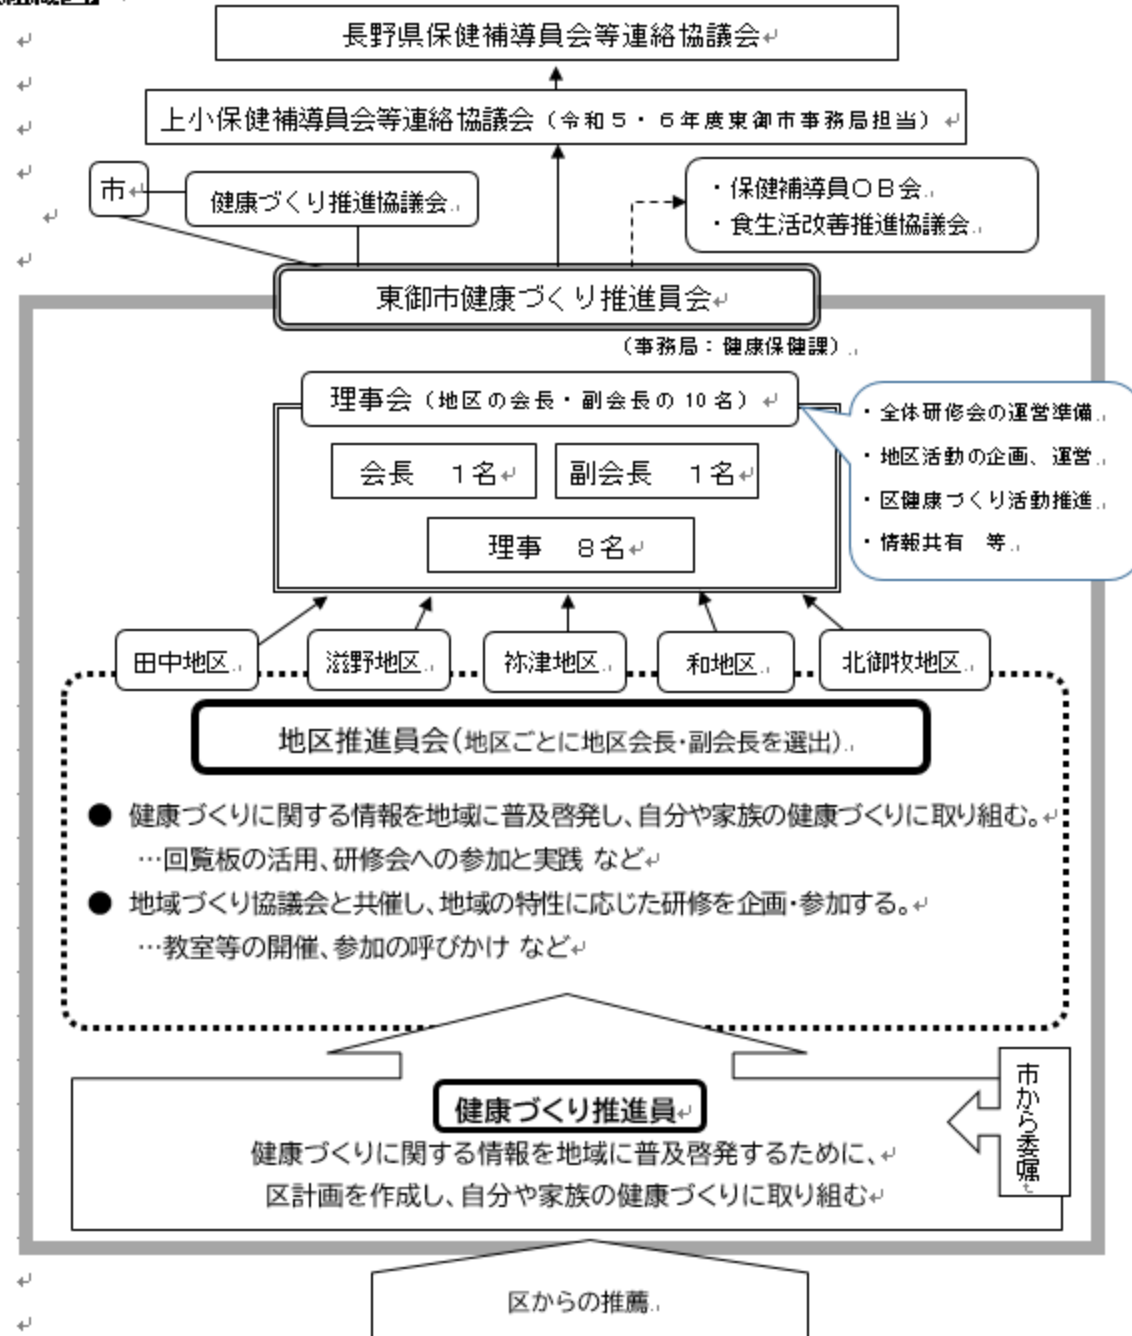 長野県保健補導員会等連絡協議会
上小保健補導員会等連絡協議会（令和５・６年度東御市事務局担当）
市
健康づくり推進協議会
・保健補導員ＯＢ会
・食生活改善推進協議会
東御市健康づくり推進員会
（事務局：健康保健課）
理事会（地区の会長・副会長の 10 名）
・全体研修会の運営準備
・地区活動の企画、運営
・区健康づくり活動推進
・情報共有　等
会長　１名
副会長　１名
理事　８名
田中地区
滋野地区
祢津地区
和地区
北御牧地区
地区推進員会（地区ごとに地区会長・副会長を選出）
● 健康づくりに関する情報を地域に普及啓発し、自分や家族の健康づくりに取り組む。
…回覧板の活用、研修会への参加と実践 など
● 地域づくり協議会と共催し、地域の特性に応じた研修を企画・参加する。
…教室等の開催、参加の呼びかけ など
市から委嘱
健康づくり推進員
健康づくりに関する情報を地域に普及啓発するために、
区計画を作成し、自分や家族の健康づくりに取り組む
区からの推薦